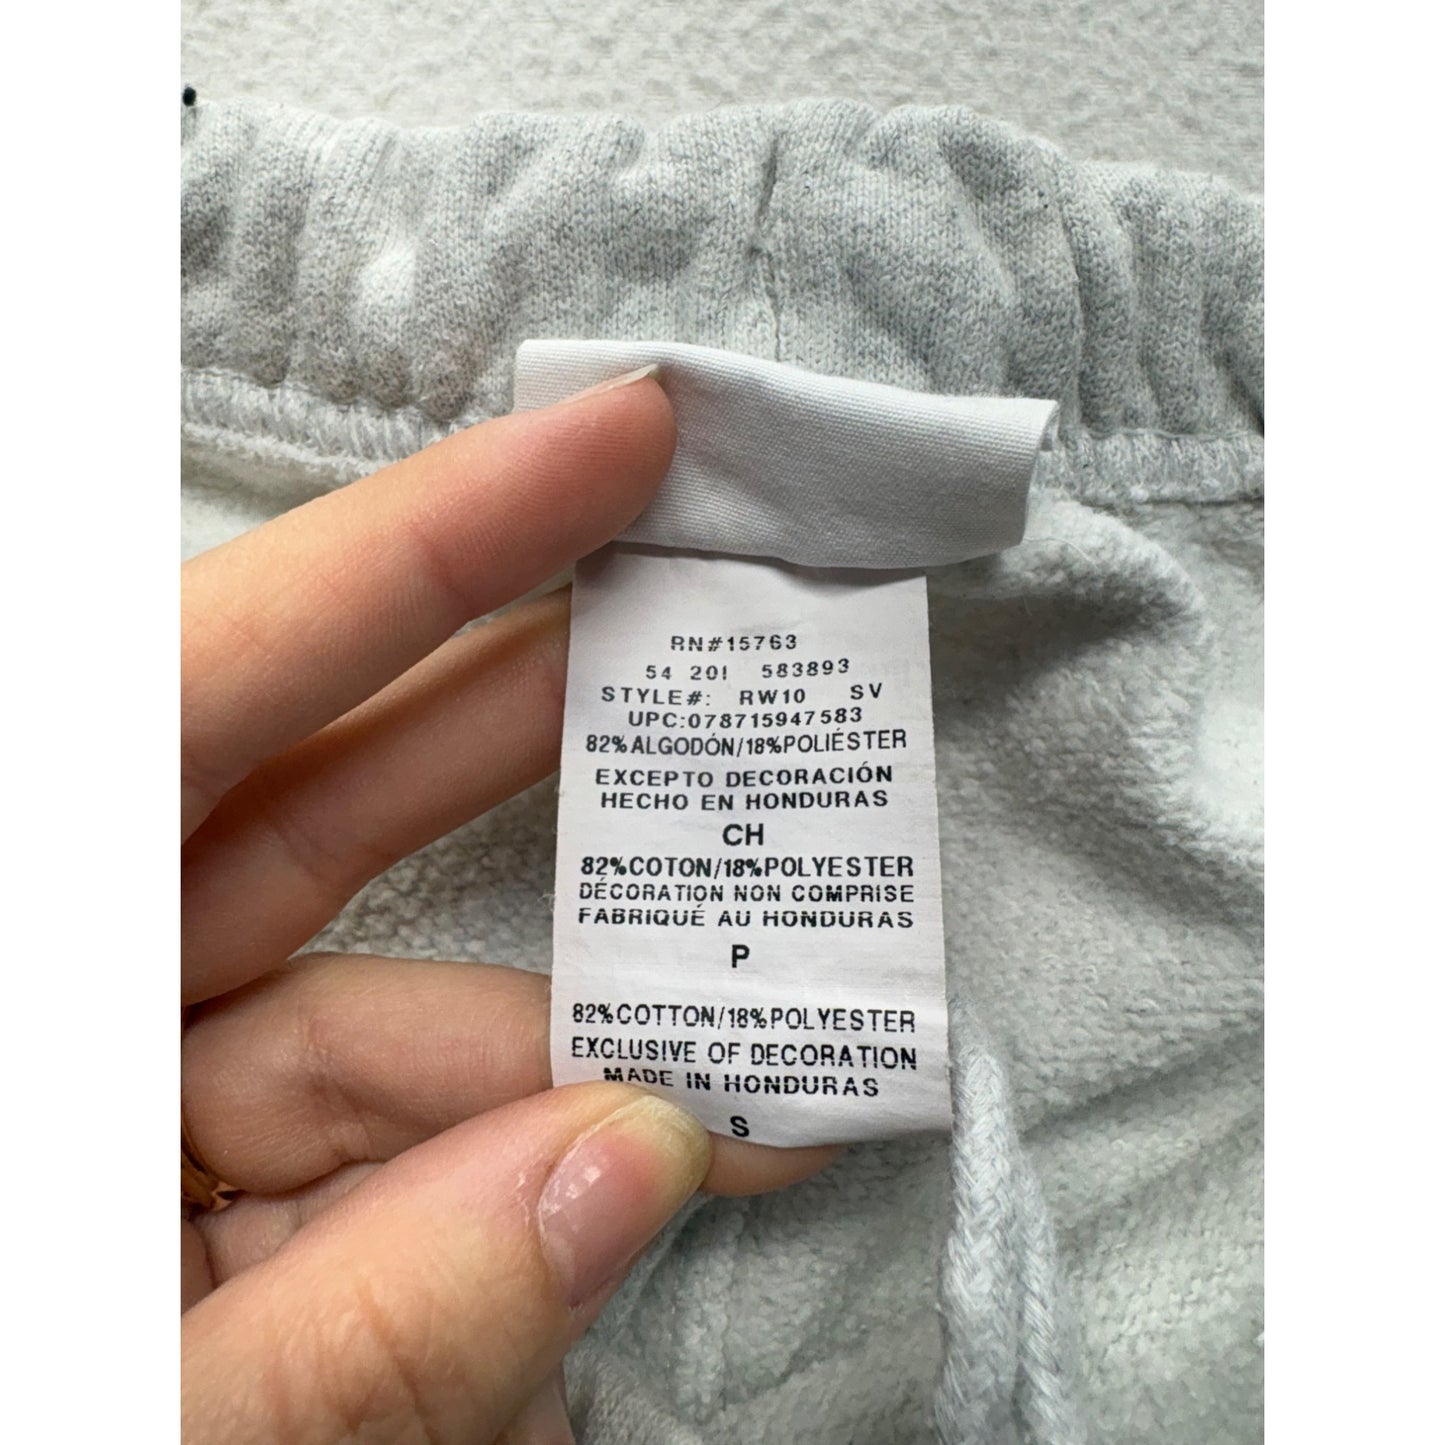 RN#15763
54 201 583893
STYLE#: RW10 SV
UPC:078715947583
82% ALGODÓN/18%POLIÉSTER
EXCEPTO DECORACIÓN
HECHO EN HONDURAS
CH
82%COTON/18%POLYESTER
DÉCORATION NON COMPRISE
FABRIQUÉ AU HONDURAS
P
82%COTTON/18%POLYESTER
EXCLUSIVE OF DECORATION
MADE IN HONDURAS
S